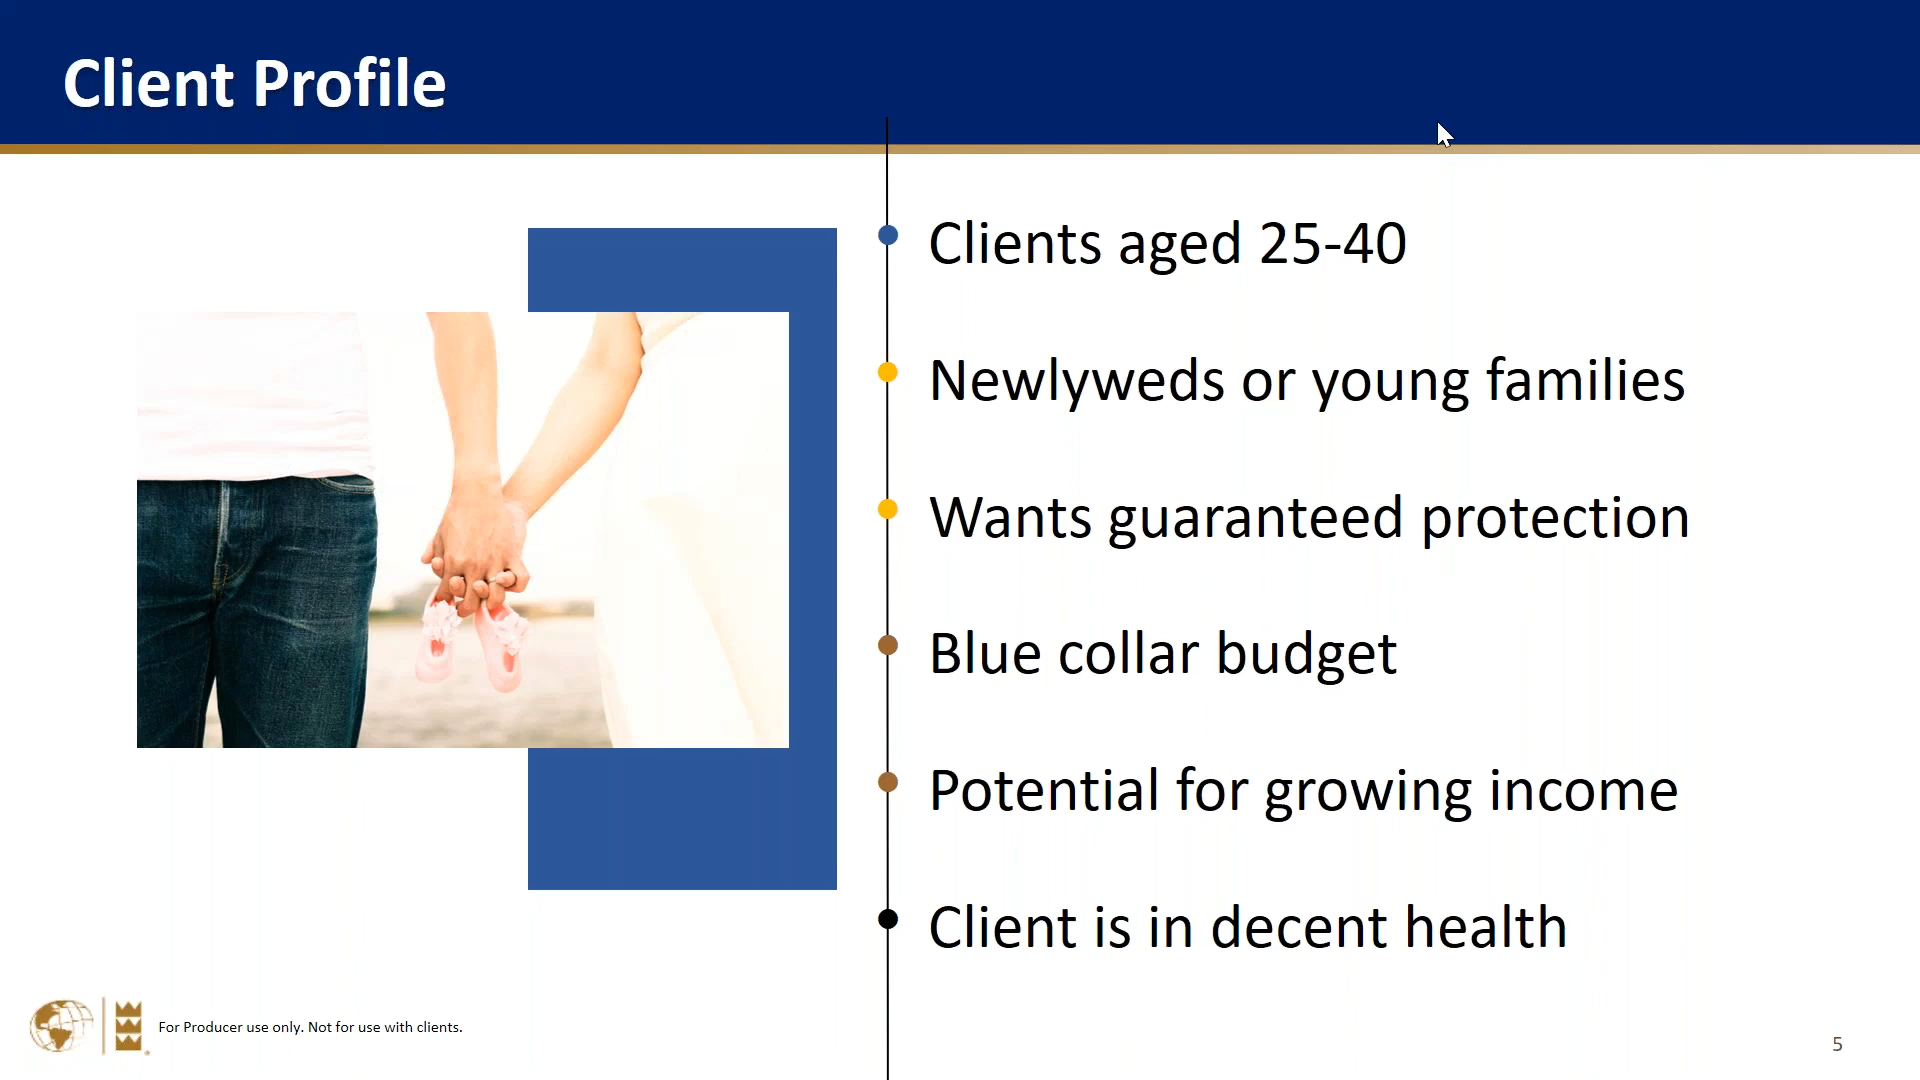 Client Profile
Clients aged 25-40
Newlyweds or young families
Wants guaranteed protection
Blue collar budget
Potential for growing income
Client is in decent health
For Producer use only. Not for use with clients.
5